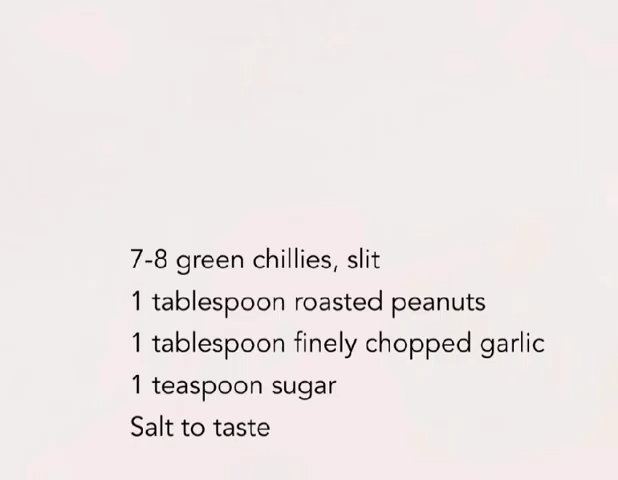 7-8 green chillies, slit
1 tablespoon roasted peanuts
1 tablespoon finely chopped garlic
1 teaspoon sugar
Salt to taste